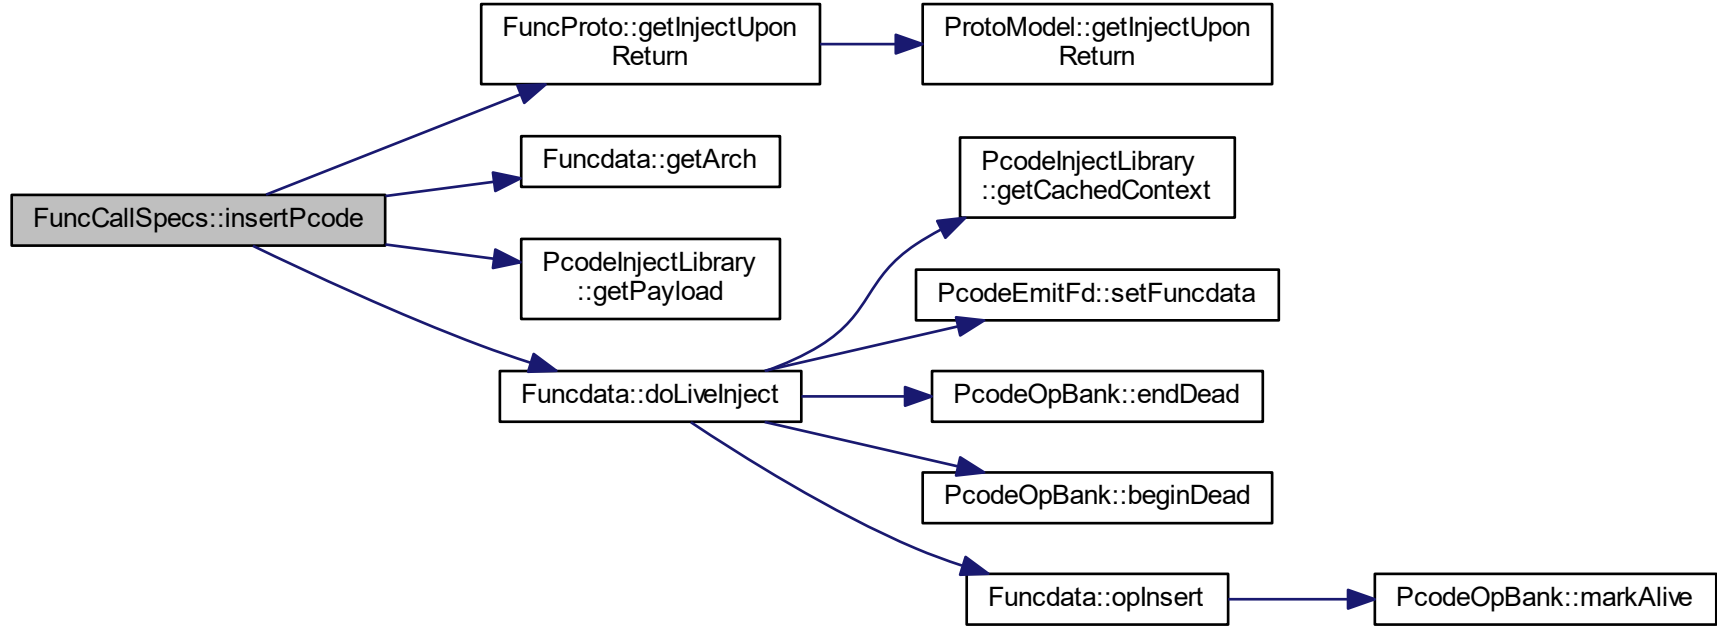 FuncProto::getInjectUpon
Return
ProtoModel::getInjectUpon
Return
Funcdata::getArch
PcodeInjectLibrary
::getCachedContext
FuncCallSpecs::insertPcode
PcodeInjectLibrary
::getPayload
PcodeEmitFd::setFuncdata
Funcdata::doLiveInject
PcodeOpBank::endDead
PcodeOpBank::beginDead
Funcdata::opInsert
PcodeOpBank::markAlive